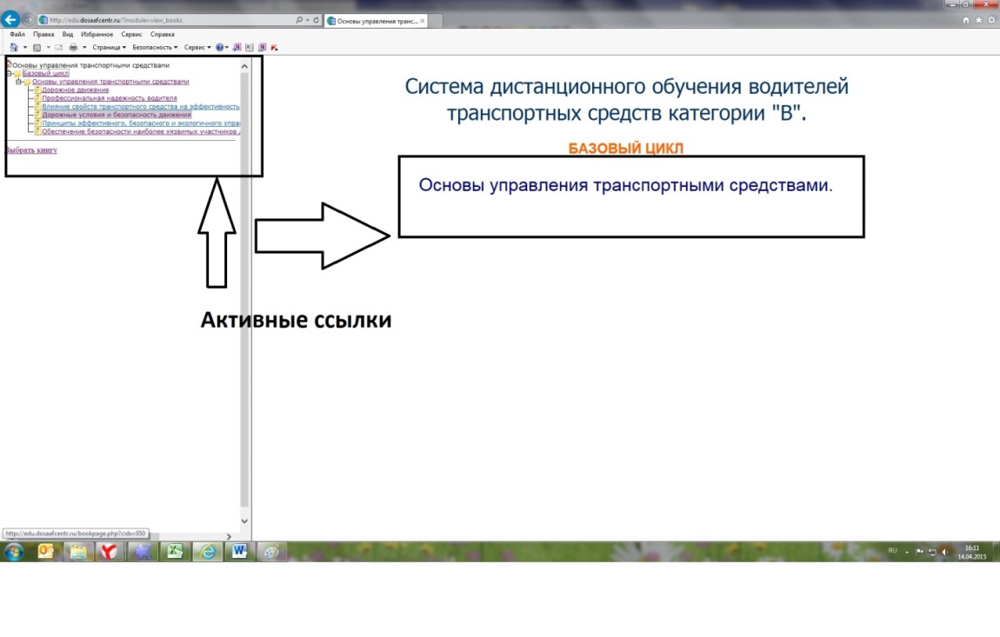 http://edu.dosaafcentr.ru/?module=view_books
Основы управления транс...
Файл Правка Вид Избранное Сервис Справка
Страница Безопасность Сервис
Основы управления транспортными средствами
Базовый цикл
Основы управления транспортными средствами
Дорожное движение
Профессиональная надежность водителя
Влияние свойств транспортного средства на эффективность
Дорожные условия и безопасность движения
Принципы эффективного, безопасного и экологичного упра
Обеспечение безопасности наиболее уязвимых участников
Выбрать книгу
Система дистанционного обучения водителей
транспортных средств категории "В".
БАЗОВЫЙ ЦИКЛ
Основы управления транспортными средствами.
Активные ссылки
http://edu.dosaafcentr.ru/bookpage.php?cidc=950
RU
16:11
14.04.2015